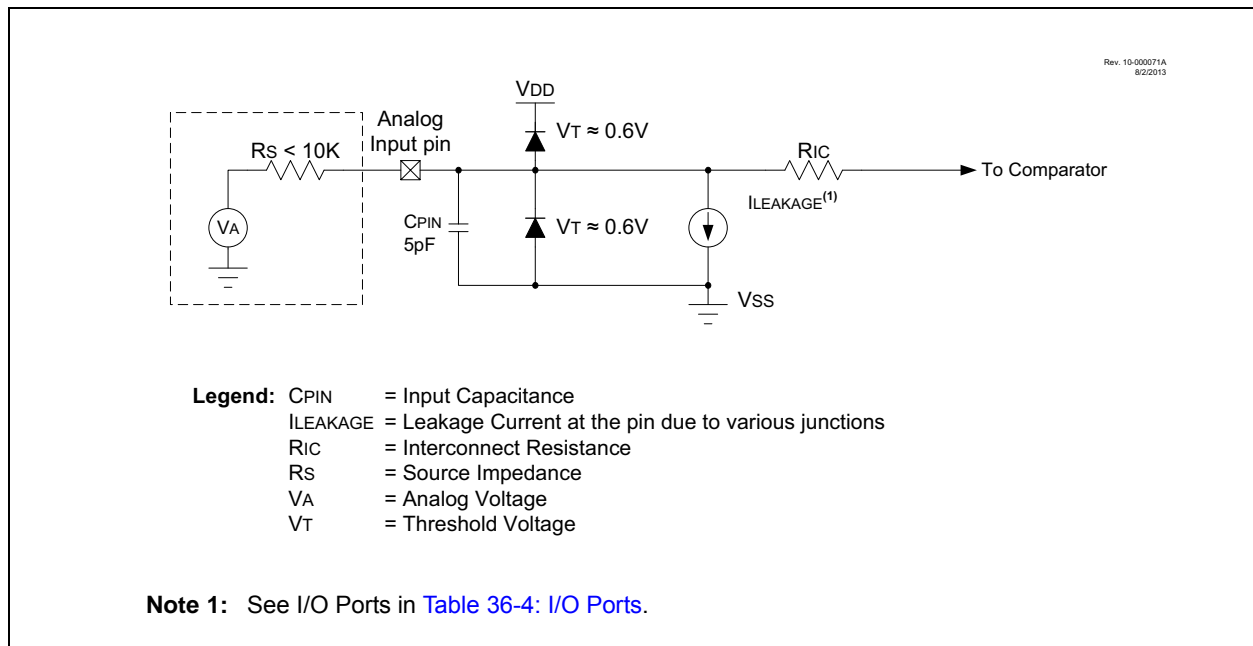 Rev. 10-000071A
8/2/2013
VDD
Analog
Input pin
VT ≈ 0.6V
RS < 10K
RIC
To Comparator
ILEAKAGE(1)
VA
CPIN
5pF
VT ≈ 0.6V
VSS
Legend: CPIN = Input Capacitance
ILEAKAGE = Leakage Current at the pin due to various junctions
RIC = Interconnect Resistance
RS = Source Impedance
VA = Analog Voltage
VT = Threshold Voltage
Note 1: See I/O Ports in Table 36-4: I/O Ports.